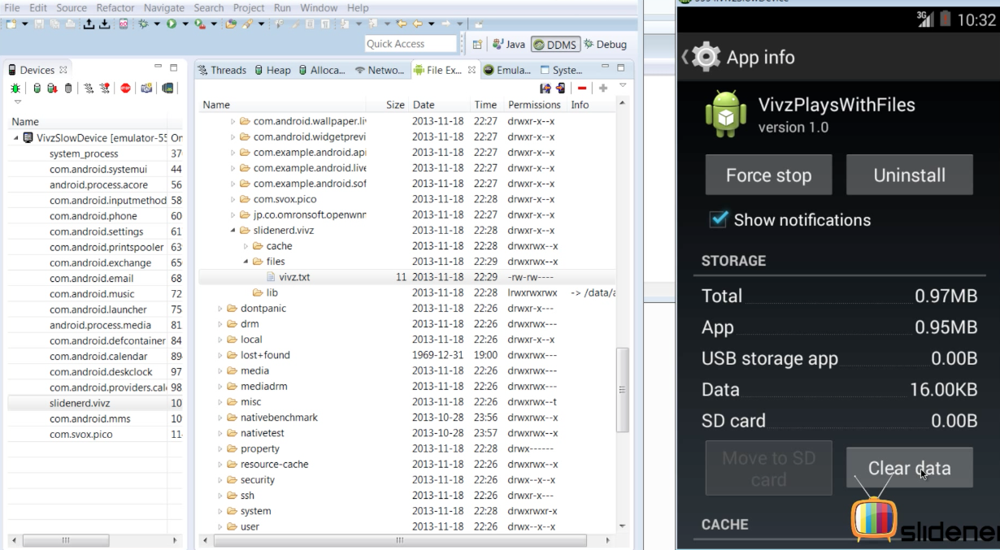 File Edit Source Refactor Navigate Search Project Run Window Help
Quick Access
Java DDMS Debug
Devices
Name
VivzSlowDevice [emulator-55 On
system_process 37
com.android.systemui 44
android.process.acore 56
com.android.inputmethod 58
com.android.phone 60
com.android.settings 61
com.android.printspooler 63
com.android.exchange 65
com.android.email 68
com.android.music 72
com.android.launcher 75
android.process.media 81
com.android.defcontainer 84
com.android.calendar 89
com.android.deskclock 97
com.android.providers.cale 98
slidenerd.vivz 10
com.android.mms 10
com.svox.pico 11
Threads Heap Alloca... Netwo... File Ex... Emula... Syste...
Name Size Date Time Permissions Info
com.android.wallpaper.li 2013-11-18 22:27 drwxr-x--x
com.android.widgetprevi 2013-11-18 22:27 drwxr-x--x
com.example.android.api 2013-11-18 22:27 drwxr-x--x
com.example.android.live 2013-11-18 22:27 drwxr-x--x
com.example.android.sof 2013-11-18 22:27 drwxr-x--x
com.svox.pico 2013-11-18 22:28 drwxr-x--x
jp.co.omronsoft.openwnn 2013-11-18 22:27 drwxr-x--x
slidenerd.vivz 2013-11-18 22:28 drwxr-x--x
cache 2013-11-18 22:28 drwxrwx--x
files 2013-11-18 22:29 drwxrwx--x
vivz.txt 11 2013-11-18 22:29 -rw-rw----
lib 2013-11-18 22:28 lrwxrwxrwx -> /data/a
dontpanic 2013-11-18 22:26 drwxr-x---
drm 2013-11-18 22:26 drwxrwx---
local 2013-11-18 22:26 drwxr-x--x
lost+found 1969-12-31 19:00 drwxrwx---
media 2013-11-18 22:26 drwxrwx---
mediadrm 2013-11-18 22:26 drwxrwx---
misc 2013-11-18 22:26 drwxrwx--t
nativebenchmark 2013-10-28 23:56 drwxrwx--x
nativetest 2013-10-28 23:57 drwxrwx--x
property 2013-11-18 22:28 drwx------
resource-cache 2013-11-18 22:26 drwxrwx--x
security 2013-11-18 22:26 drwx--x--x
ssh 2013-11-18 22:26 drwxr-x---
system 2013-11-18 22:28 drwxrwxr-x
user 2013-11-18 22:26 drwx--x--x
3G 10:32
App info
VivzPlaysWithFiles
version 1.0
Force stop Uninstall
Show notifications
STORAGE
Total 0.97MB
App 0.95MB
USB storage app 0.00B
Data 16.00KB
SD card 0.00B
Move to SD card
Clear data
CACHE
slidener